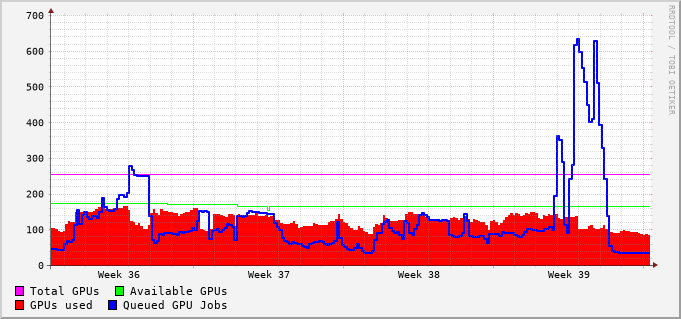 700
600
500
400
300
200
100
0
Week 36 Week 37 Week 38 Week 39
Total GPUs Available GPUs
GPUs used Queued GPU Jobs
RRDTOOL / TOBI OETIKER